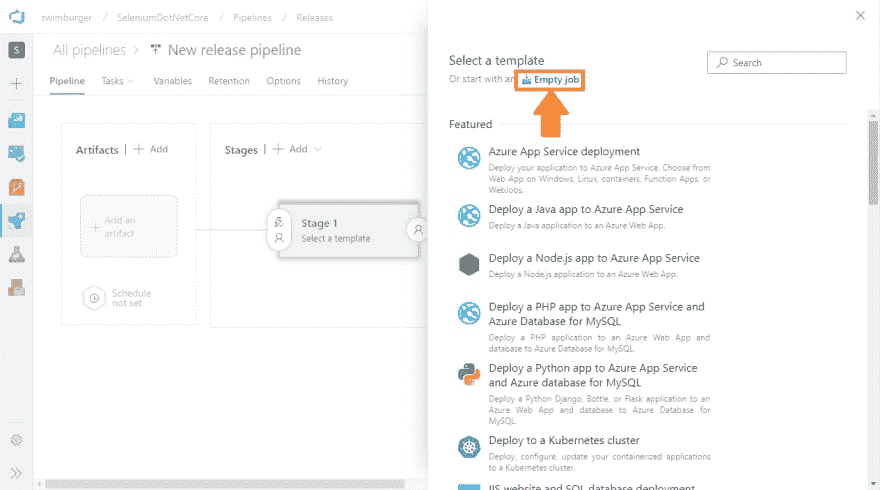 swimburger / SeleniumDotNetCore / Pipelines / Releases
S
All pipelines > New release pipeline
Pipeline Tasks Variables Retention Options History
Artifacts | + Add
Stages | + Add
+ Add an
artifact
Schedule
not set
Stage 1
Select a template
Select a template
Or start with an Empty job
Search
Featured
Azure App Service deployment
Deploy your application to Azure App Service. Choose from
Web App on Windows, Linux, containers, Function Apps, or
WebJobs.
Deploy a Java app to Azure App Service
Deploy a Java application to an Azure Web App.
Deploy a Node.js app to Azure App Service
Deploy a Node.js application to an Azure Web App.
Deploy a PHP app to Azure App Service and
Azure Database for MySQL
Deploy a PHP application to an Azure Web App and
database to Azure Database for MySQL.
Deploy a Python app to Azure App Service
and Azure database for MySQL
Deploy a Python Django, Bottle, or Flask application to an
Azure Web App and database to Azure Database for
MySQL.
Deploy to a Kubernetes cluster
Deploy, configure, update your containerized applications
to a Kubernetes cluster.
IIS website and SQL database deployment